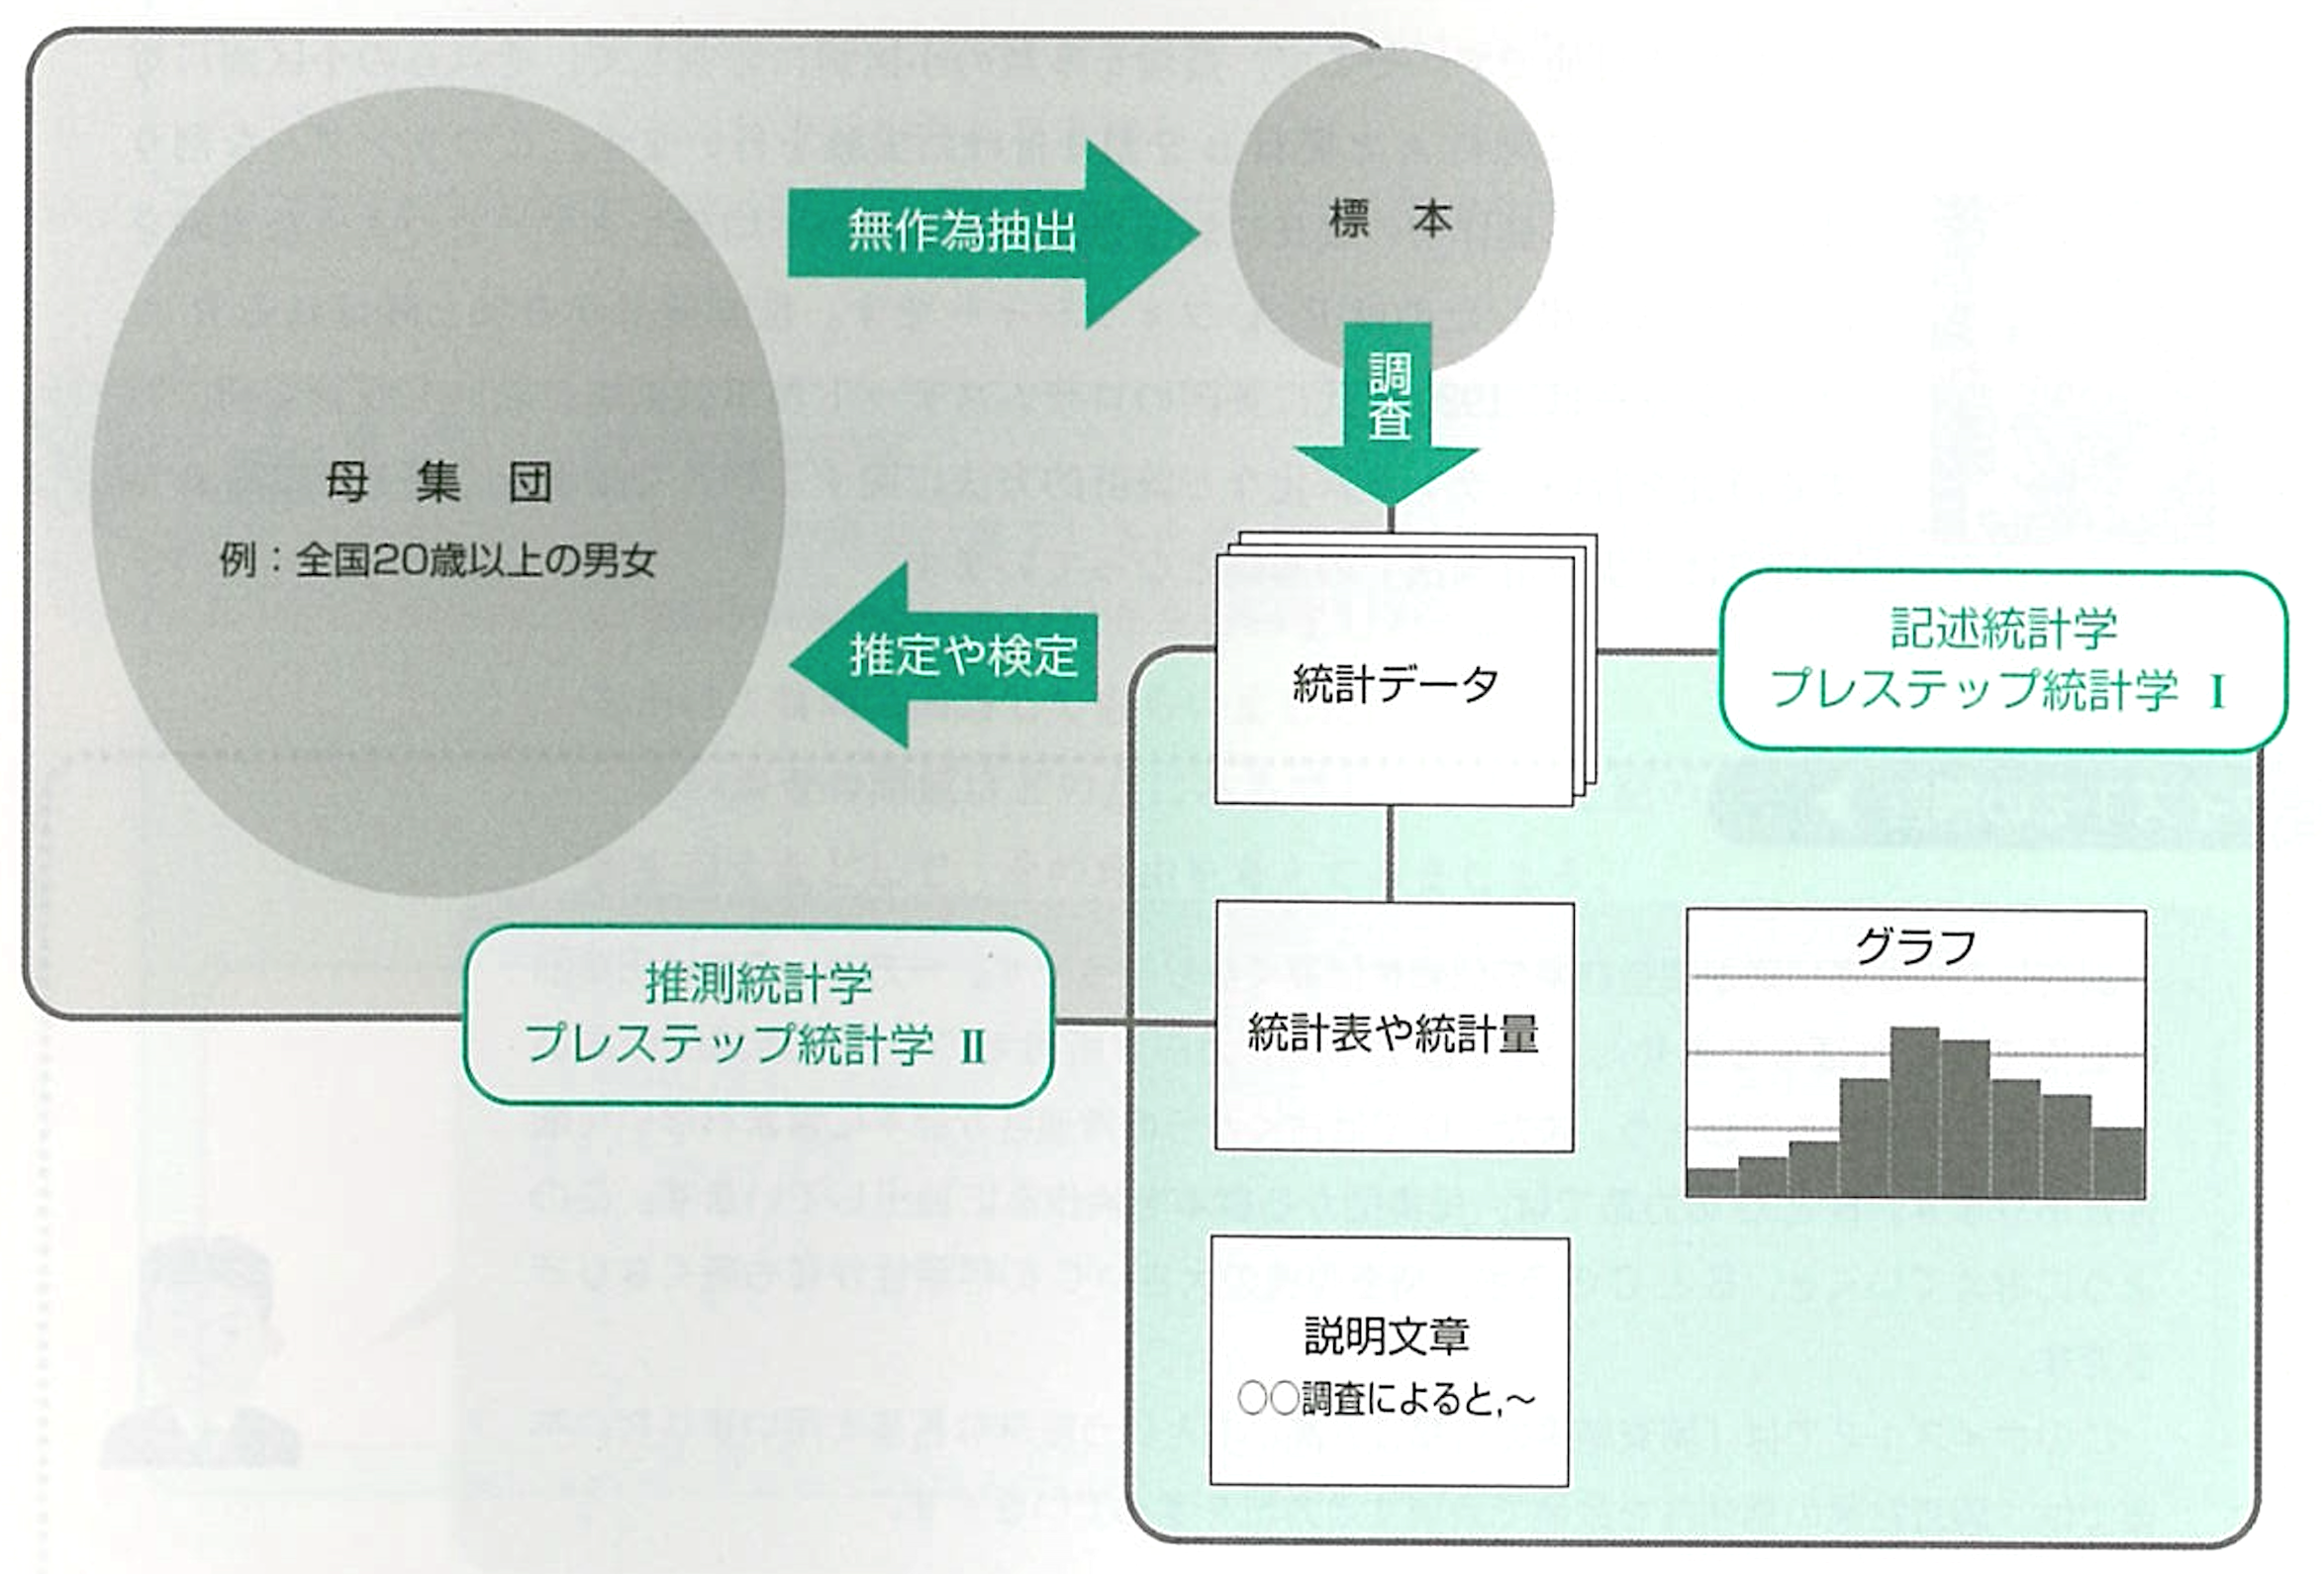 標 本
無作為抽出
調査
母 集 団
例：全国20歳以上の男女
推定や検定
統計データ
記述統計学
プレステップ統計学 I
推測統計学
プレステップ統計学 II
統計表や統計量
グラフ
説明文章
○○調査によると,～